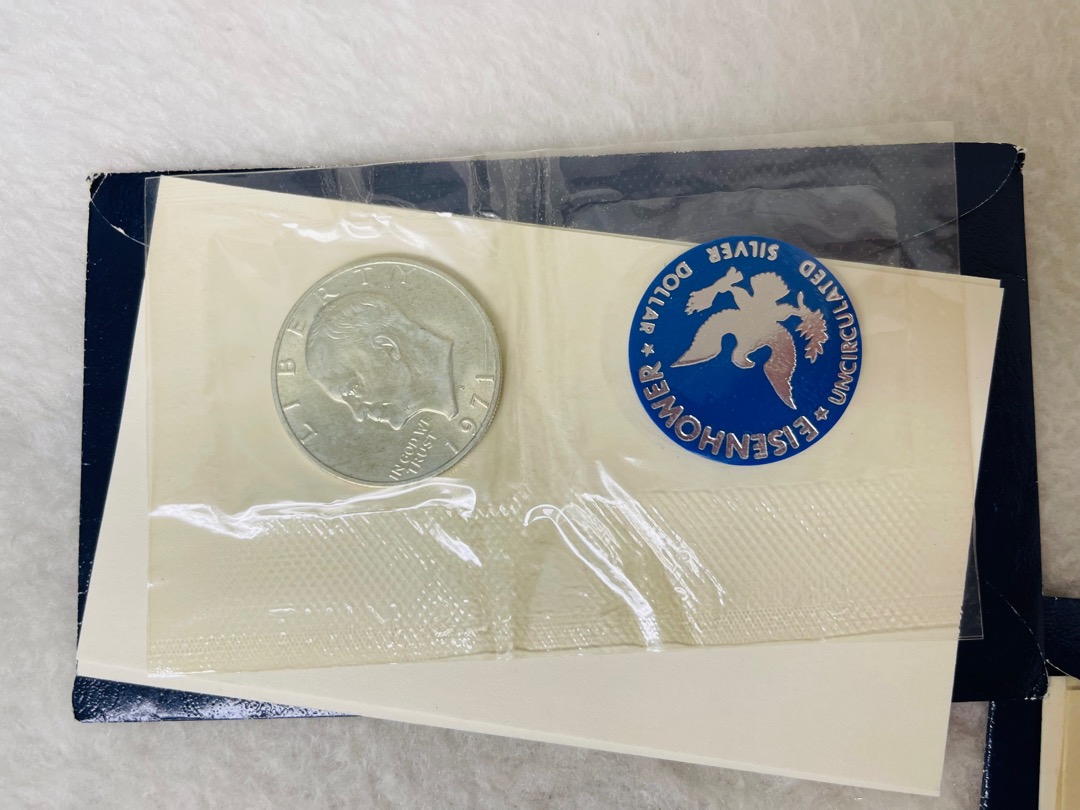 LIBERTY
IN GOD WE
TRUST
1971
EISENHOWER ★ UNCIRCULATED SILVER DOLLAR ★